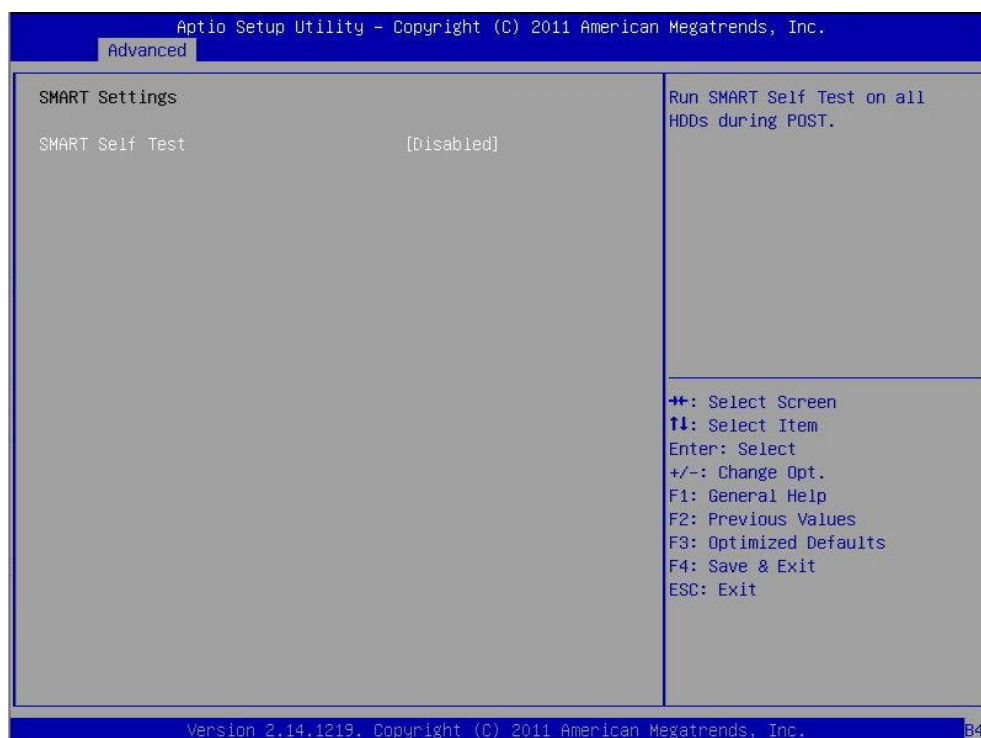 Aptio Setup Utility – Copyright (C) 2011 American Megatrends, Inc.
Advanced
SMART Settings
SMART Self Test [Disabled]
Run SMART Self Test on all
HDDs during POST.
→←: Select Screen
↑↓: Select Item
Enter: Select
+/-: Change Opt.
F1: General Help
F2: Previous Values
F3: Optimized Defaults
F4: Save & Exit
ESC: Exit
Version 2.14.1219. Copyright (C) 2011 American Megatrends, Inc.
B4